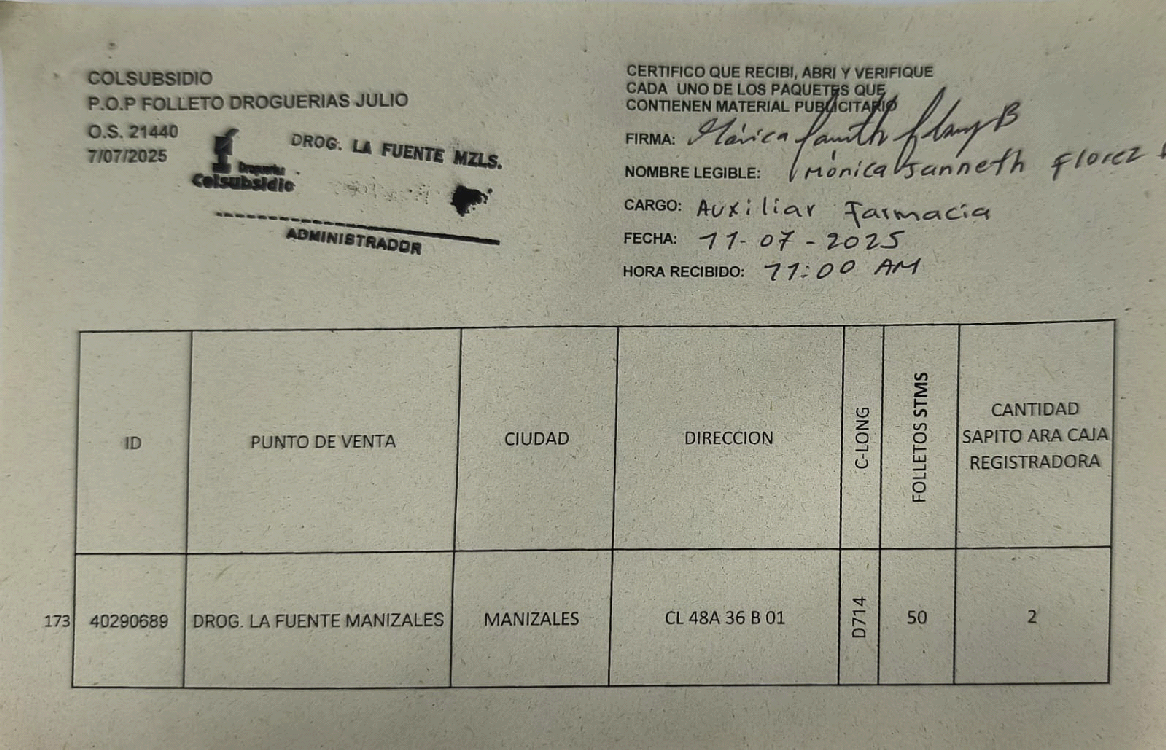 COLSUBSIDIO
P.O.P FOLLETO DROGUERIAS JULIO
O.S. 21440
7/07/2025
DROG. LA FUENTE MZLS.
Droguerías
Colsubsidio
ADMINISTRADOR
CERTIFICO QUE RECIBI, ABRI Y VERIFIQUE
CADA UNO DE LOS PAQUETES QUE
CONTIENEN MATERIAL PUBLICITARIO
FIRMA: Mónica
NOMBRE LEGIBLE: Mónica Janneth Florez
CARGO: Auxiliar Farmacia
FECHA: 11-07-2025
HORA RECIBIDO: 11:00 AM
ID
PUNTO DE VENTA
CIUDAD
DIRECCION
C-LONG
FOLLETOS STMS
CANTIDAD
SAPITO ARA CAJA
REGISTRADORA
173 40290689 DROG. LA FUENTE MANIZALES MANIZALES CL 48A 36 B 01 D714 50 2